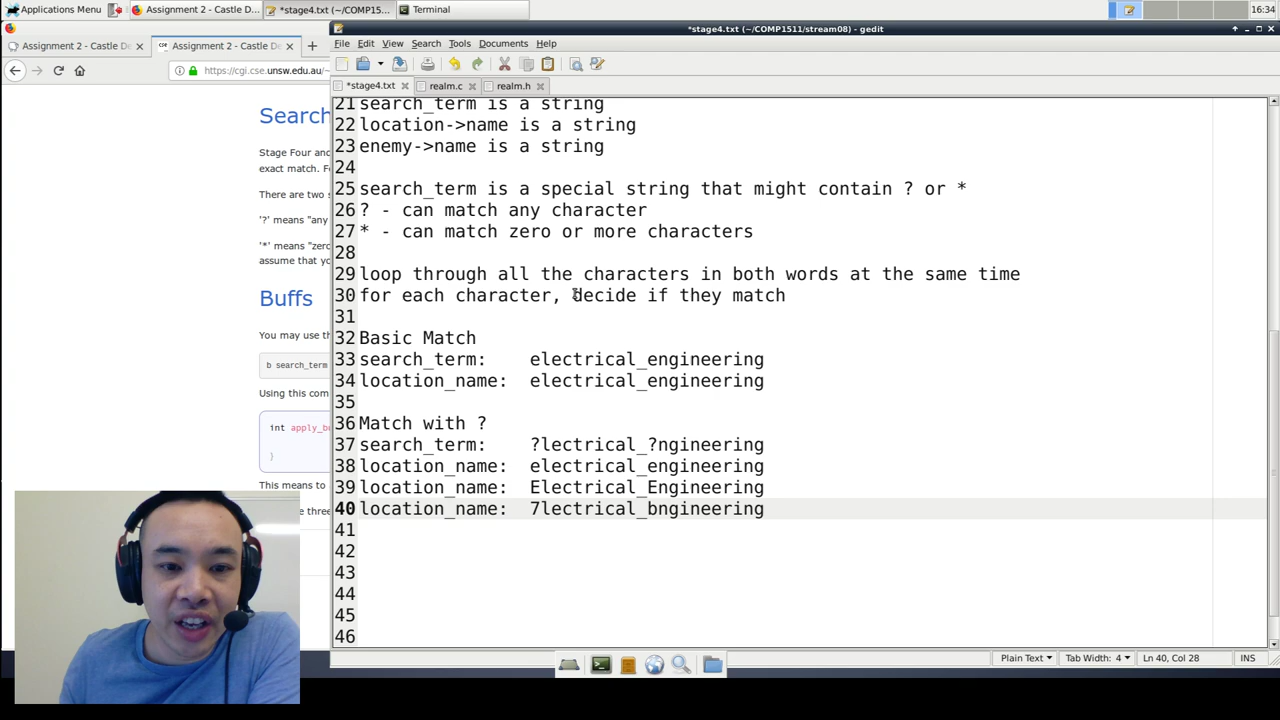 Applications Menu
Assignment 2 - Castle D...
*stage4.txt (~/COMP1511/...
Terminal
16:34
*stage4.txt (~/COMP1511/stream08) - gedit
Assignment 2 - Castle De
Assignment 2 - Castle De
https://cgi.cse.unsw.edu.au/~
File Edit View Search Tools Documents Help
*stage4.txt
realm.c
realm.h
Search
Stage Four and
exact match. Fo
There are two s
'?' means "any
'*' means "zero
assume that yo
Buffs
You may use th
b search_term
Using this com
int apply_b
}
This means to
e three
21 search_term is a string
22 location->name is a string
23 enemy->name is a string
24
25 search_term is a special string that might contain ? or *
26 ? - can match any character
27 * - can match zero or more characters
28
29 loop through all the characters in both words at the same time
30 for each character, decide if they match
31
32 Basic Match
33 search_term:    electrical_engineering
34 location_name:  electrical_engineering
35
36 Match with ?
37 search_term:    ?lectrical_?ngineering
38 location_name:  electrical_engineering
39 location_name:  Electrical_Engineering
40 location_name:  7lectrical_bngineering
41
42
43
44
45
46
Plain Text
Tab Width: 4
Ln 40, Col 28
INS